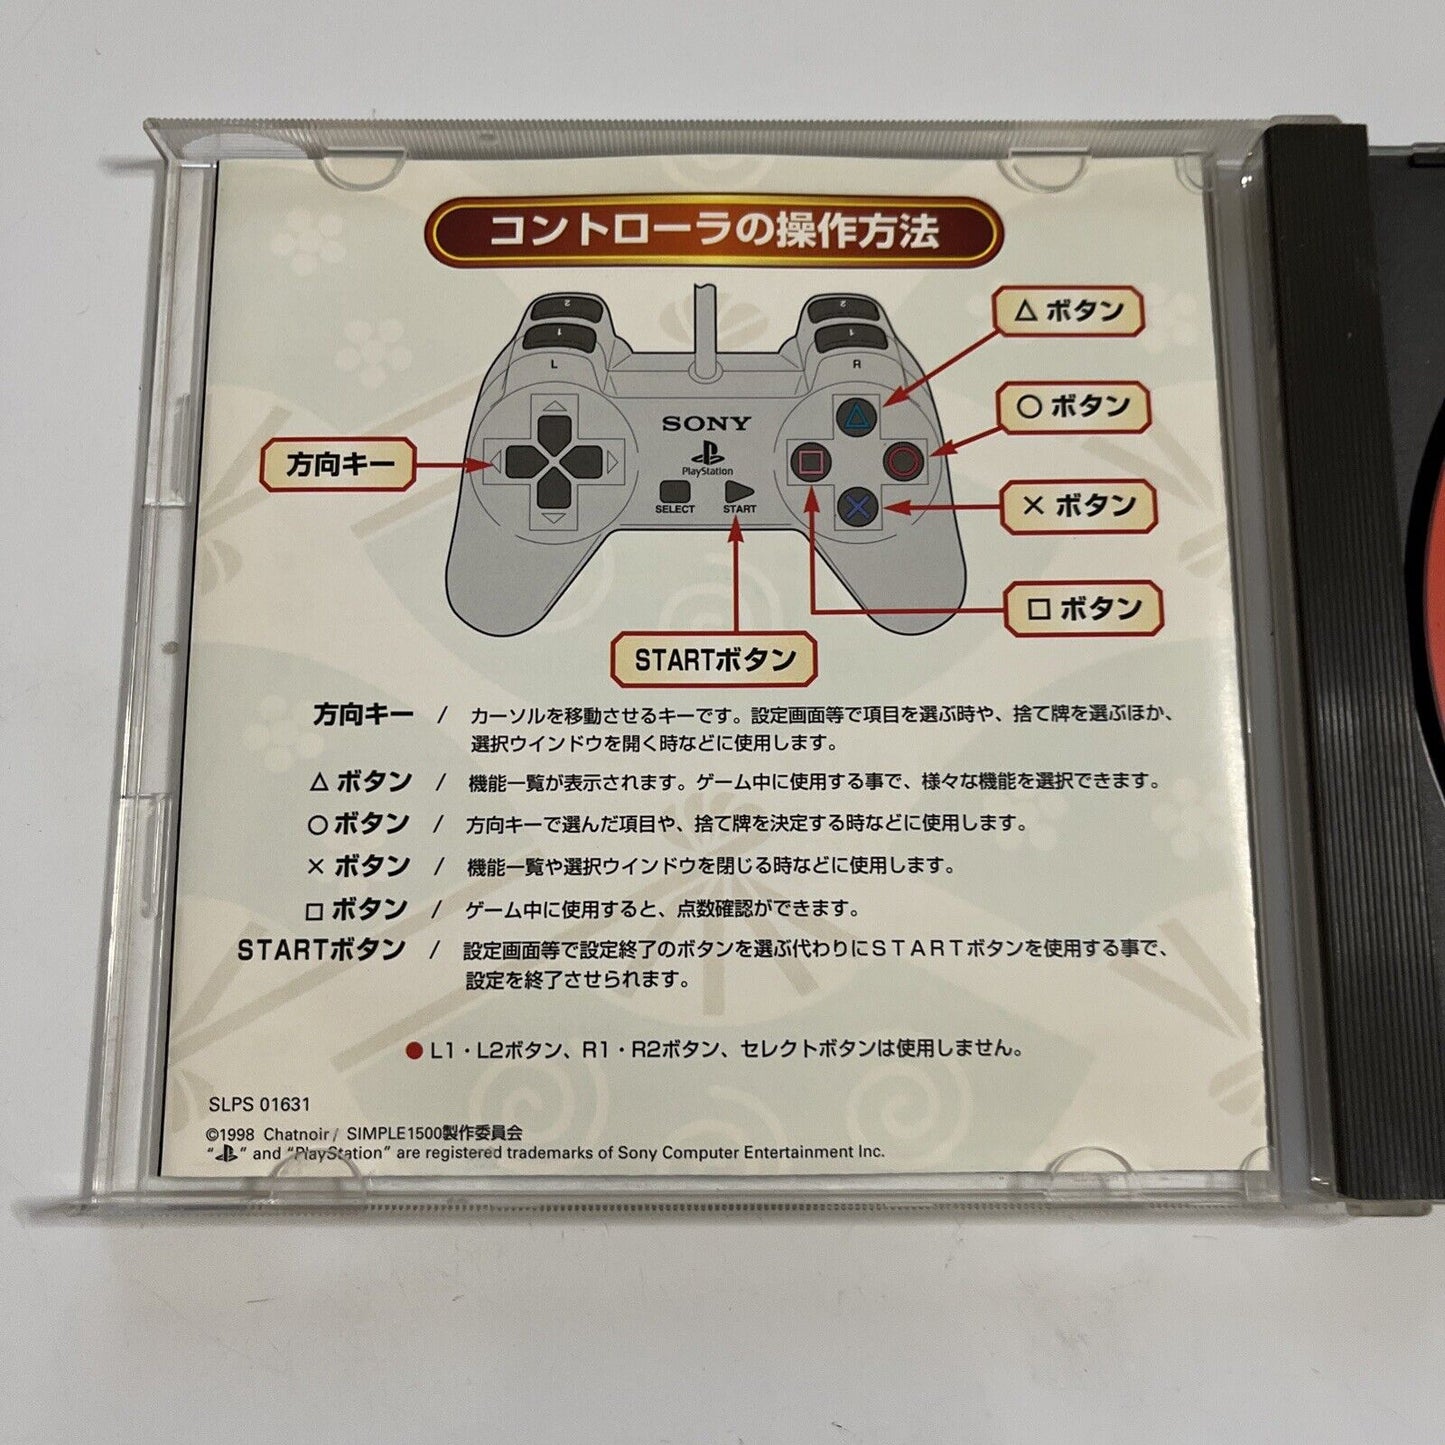 コントローラの操作方法
2
2
1
1
L
R
△ ボタン
○ ボタン
SONY
方向キー
PlayStation
× ボタン
SELECT
START
□ ボタン
STARTボタン
方向キー / カーソルを移動させるキーです。設定画面等で項目を選ぶ時や、捨て牌を選ぶほか、
選択ウインドウを開く時などに使用します。
△ ボタン / 機能一覧が表示されます。ゲーム中に使用する事で、様々な機能を選択できます。
○ ボタン / 方向キーで選んだ項目や、捨て牌を決定する時などに使用します。
× ボタン / 機能一覧や選択ウインドウを閉じる時などに使用します。
□ ボタン / ゲーム中に使用すると、点数確認ができます。
STARTボタン / 設定画面等で設定終了のボタンを選ぶ代わりにSTARTボタンを使用する事で、
設定を終了させられます。
●L1・L2ボタン、R1・R2ボタン、セレクトボタンは使用しません。
SLPS 01631
©1998 Chatnoir/ SIMPLE1500製作委員会
“ ” and “PlayStation” are registered trademarks of Sony Computer Entertainment Inc.